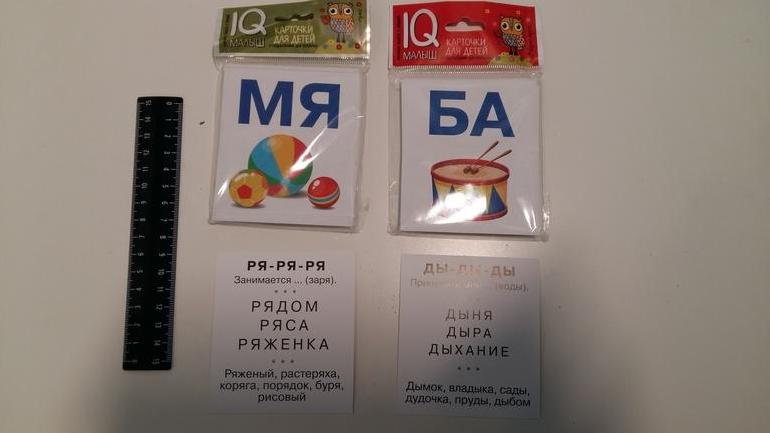 IQ
МАЛЫШ
КАРТОЧКИ
ДЛЯ ДЕТЕЙ
МЯ
IQ
МАЛЫШ
КАРТОЧКИ
ДЛЯ ДЕТЕЙ
БА
РЯ-РЯ-РЯ
Занимается ... (заря).
РЯДОМ
РЯСА
РЯЖЕНКА
Ряженый, растеряха,
коряга, порядок, буря,
рисовый
ДЫ-ДЫ-ДЫ
... (воды).
ДЫНЯ
ДЫРА
ДЫХАНИЕ
Дымок, владыка, сады,
дудочка, пруды, дыбом